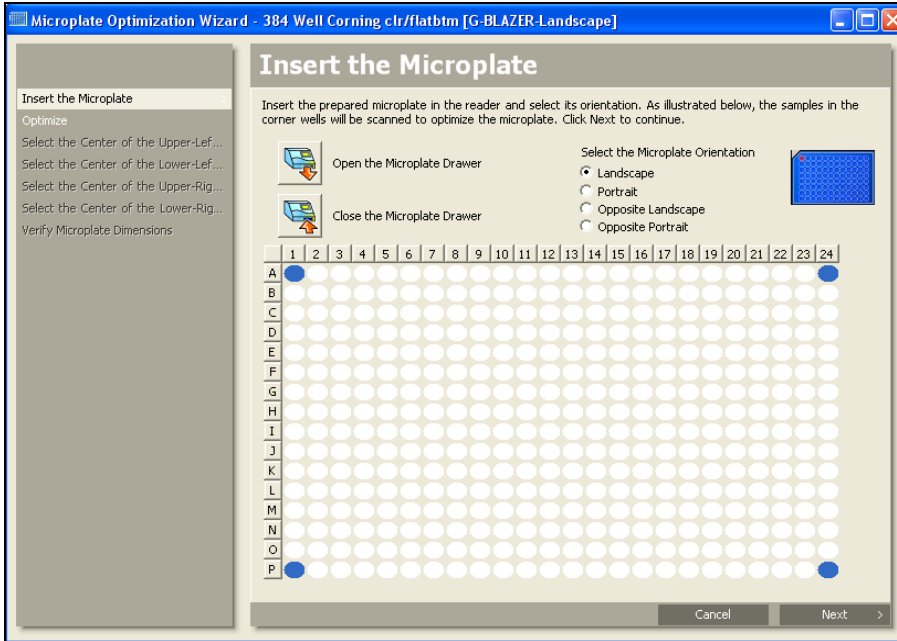 Microplate Optimization Wizard - 384 Well Corning clr/flatbtm [G-BLAZER-Landscape]
Insert the Microplate
Optimize
Select the Center of the Upper-Lef...
Select the Center of the Lower-Lef...
Select the Center of the Upper-Rig...
Select the Center of the Lower-Rig...
Verify Microplate Dimensions
Insert the Microplate
Insert the prepared microplate in the reader and select its orientation. As illustrated below, the samples in the
corner wells will be scanned to optimize the microplate. Click Next to continue.
Open the Microplate Drawer
Close the Microplate Drawer
Select the Microplate Orientation
Landscape
Portrait
Opposite Landscape
Opposite Portrait
1 2 3 4 5 6 7 8 9 10 11 12 13 14 15 16 17 18 19 20 21 22 23 24
A
B
C
D
E
F
G
H
I
J
K
L
M
N
O
P
Cancel
Next >